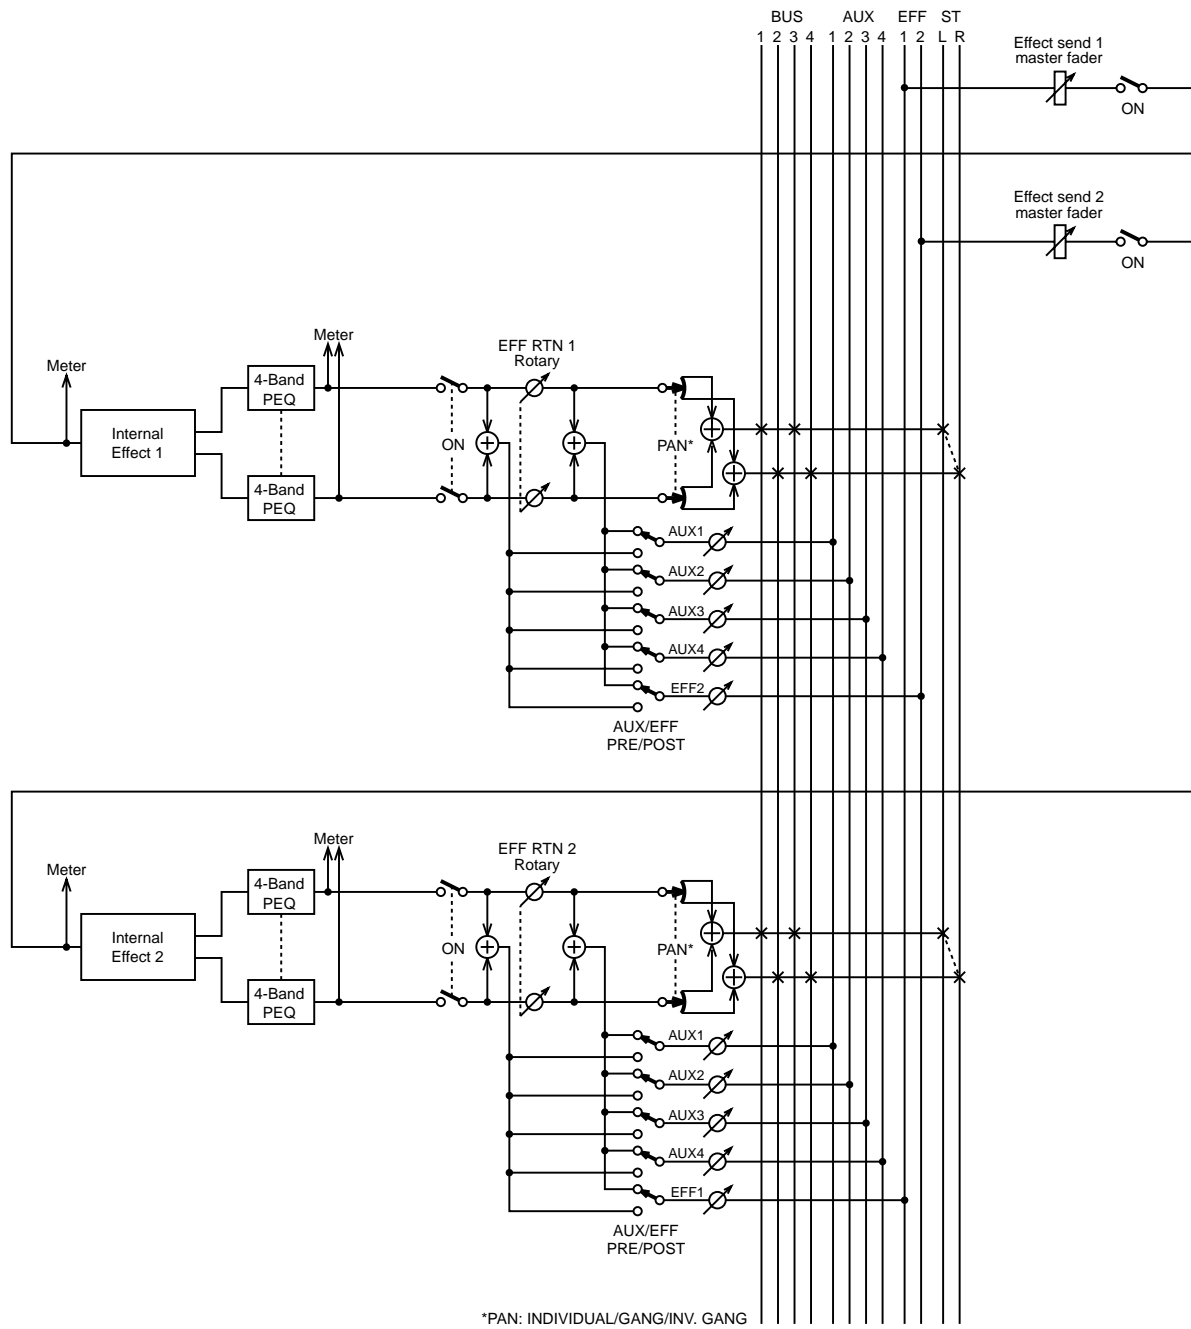 BUS AUX EFF ST
1 2 3 4 1 2 3 4 1 2 L R
Effect send 1
master fader
ON
Effect send 2
master fader
ON
Meter
Meter
EFF RTN 1
Rotary
4-Band
PEQ
Internal
Effect 1
ON
PAN*
4-Band
PEQ
AUX1
AUX2
AUX3
AUX4
EFF2
AUX/EFF
PRE/POST
Meter
Meter
EFF RTN 2
Rotary
4-Band
PEQ
Internal
Effect 2
ON
PAN*
4-Band
PEQ
AUX1
AUX2
AUX3
AUX4
EFF1
AUX/EFF
PRE/POST
*PAN: INDIVIDUAL/GANG/INV. GANG